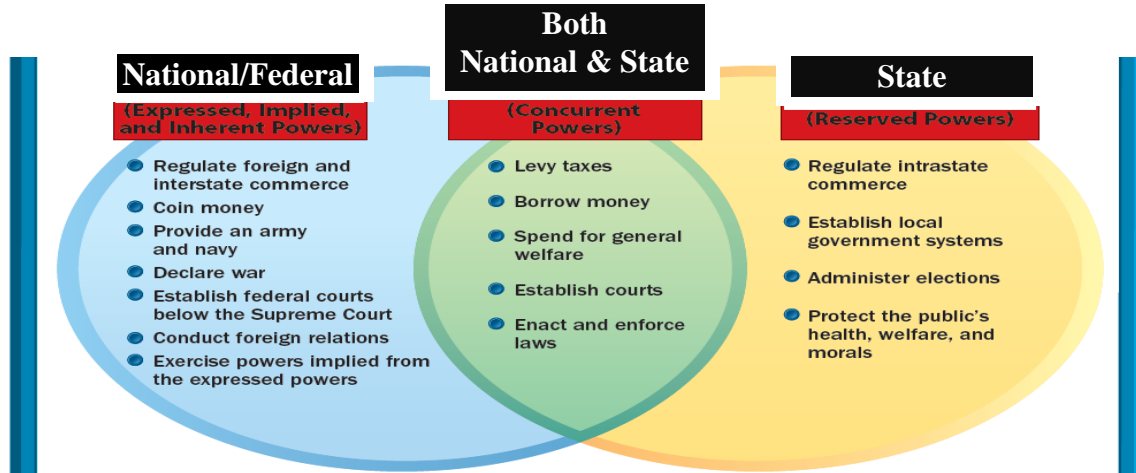 National/Federal
(Expressed, Implied,
and Inherent Powers)
Regulate foreign and
interstate commerce
Coin money
Provide an army
and navy
Declare war
Establish federal courts
below the Supreme Court
Conduct foreign relations
Exercise powers implied from
the expressed powers
Both
National & State
(Concurrent
Powers)
Levy taxes
Borrow money
Spend for general
welfare
Establish courts
Enact and enforce
laws
State
(Reserved Powers)
Regulate intrastate
commerce
Establish local
government systems
Administer elections
Protect the public's
health, welfare, and
morals